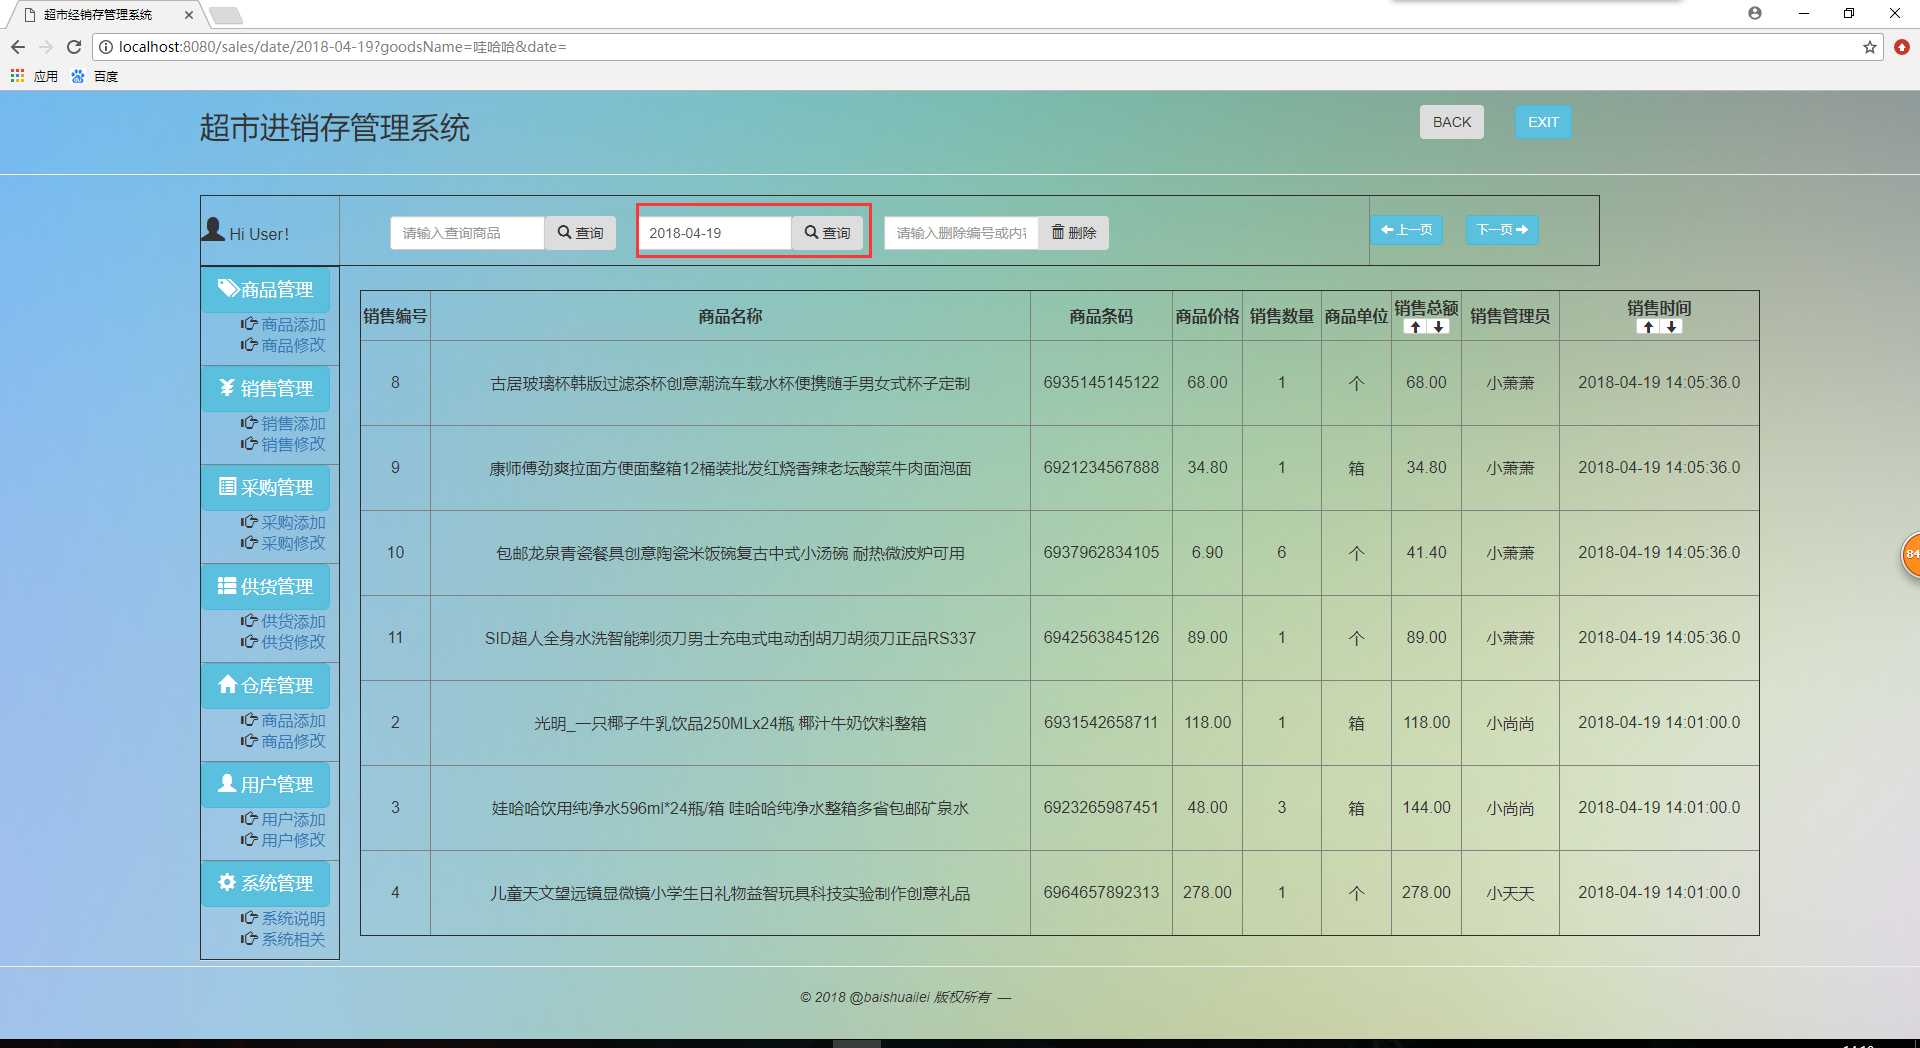 超市经销存管理系统
localhost:8080/sales/date/2018-04-19?goodsName=哇哈哈&date=
应用 百度
超市进销存管理系统 BACK EXIT
Hi User! 请输入查询商品 查询 2018-04-19 查询 请输入删除编号或内容 删除 上一页 下一页
商品管理
商品添加
商品修改
销售管理
销售添加
销售修改
采购管理
采购添加
采购修改
供货管理
供货添加
供货修改
仓库管理
商品添加
商品修改
用户管理
用户添加
用户修改
系统管理
系统说明
系统相关
销售编号 商品名称 商品条码 商品价格 销售数量 商品单位 销售总额 销售管理员 销售时间
8 古居玻璃杯韩版过滤茶杯创意潮流车载水杯便携随手男女式杯子定制 6935145145122 68.00 1 个 68.00 小萧萧 2018-04-19 14:05:36.0
9 康师傅劲爽拉面方便面整箱12桶装批发红烧香辣老坛酸菜牛肉面泡面 6921234567888 34.80 1 箱 34.80 小萧萧 2018-04-19 14:05:36.0
10 包邮龙泉青瓷餐具创意陶瓷米饭碗复古中式小汤碗 耐热微波炉可用 6937962834105 6.90 6 个 41.40 小萧萧 2018-04-19 14:05:36.0
11 SID超人全身水洗智能剃须刀男士充电式电动刮胡刀胡须刀正品RS337 6942563845126 89.00 1 个 89.00 小萧萧 2018-04-19 14:05:36.0
2 光明_一只椰子牛乳饮品250MLx24瓶 椰汁牛奶饮料整箱 6931542658711 118.00 1 箱 118.00 小尚尚 2018-04-19 14:01:00.0
3 娃哈哈饮用纯净水596ml*24瓶/箱 哇哈哈纯净水整箱多省包邮矿泉水 6923265987451 48.00 3 箱 144.00 小尚尚 2018-04-19 14:01:00.0
4 儿童天文望远镜显微镜小学生日礼物益智玩具科技实验制作创意礼品 6964657892313 278.00 1 个 278.00 小天天 2018-04-19 14:01:00.0
84
© 2018 @baishuailei 版权所有 —